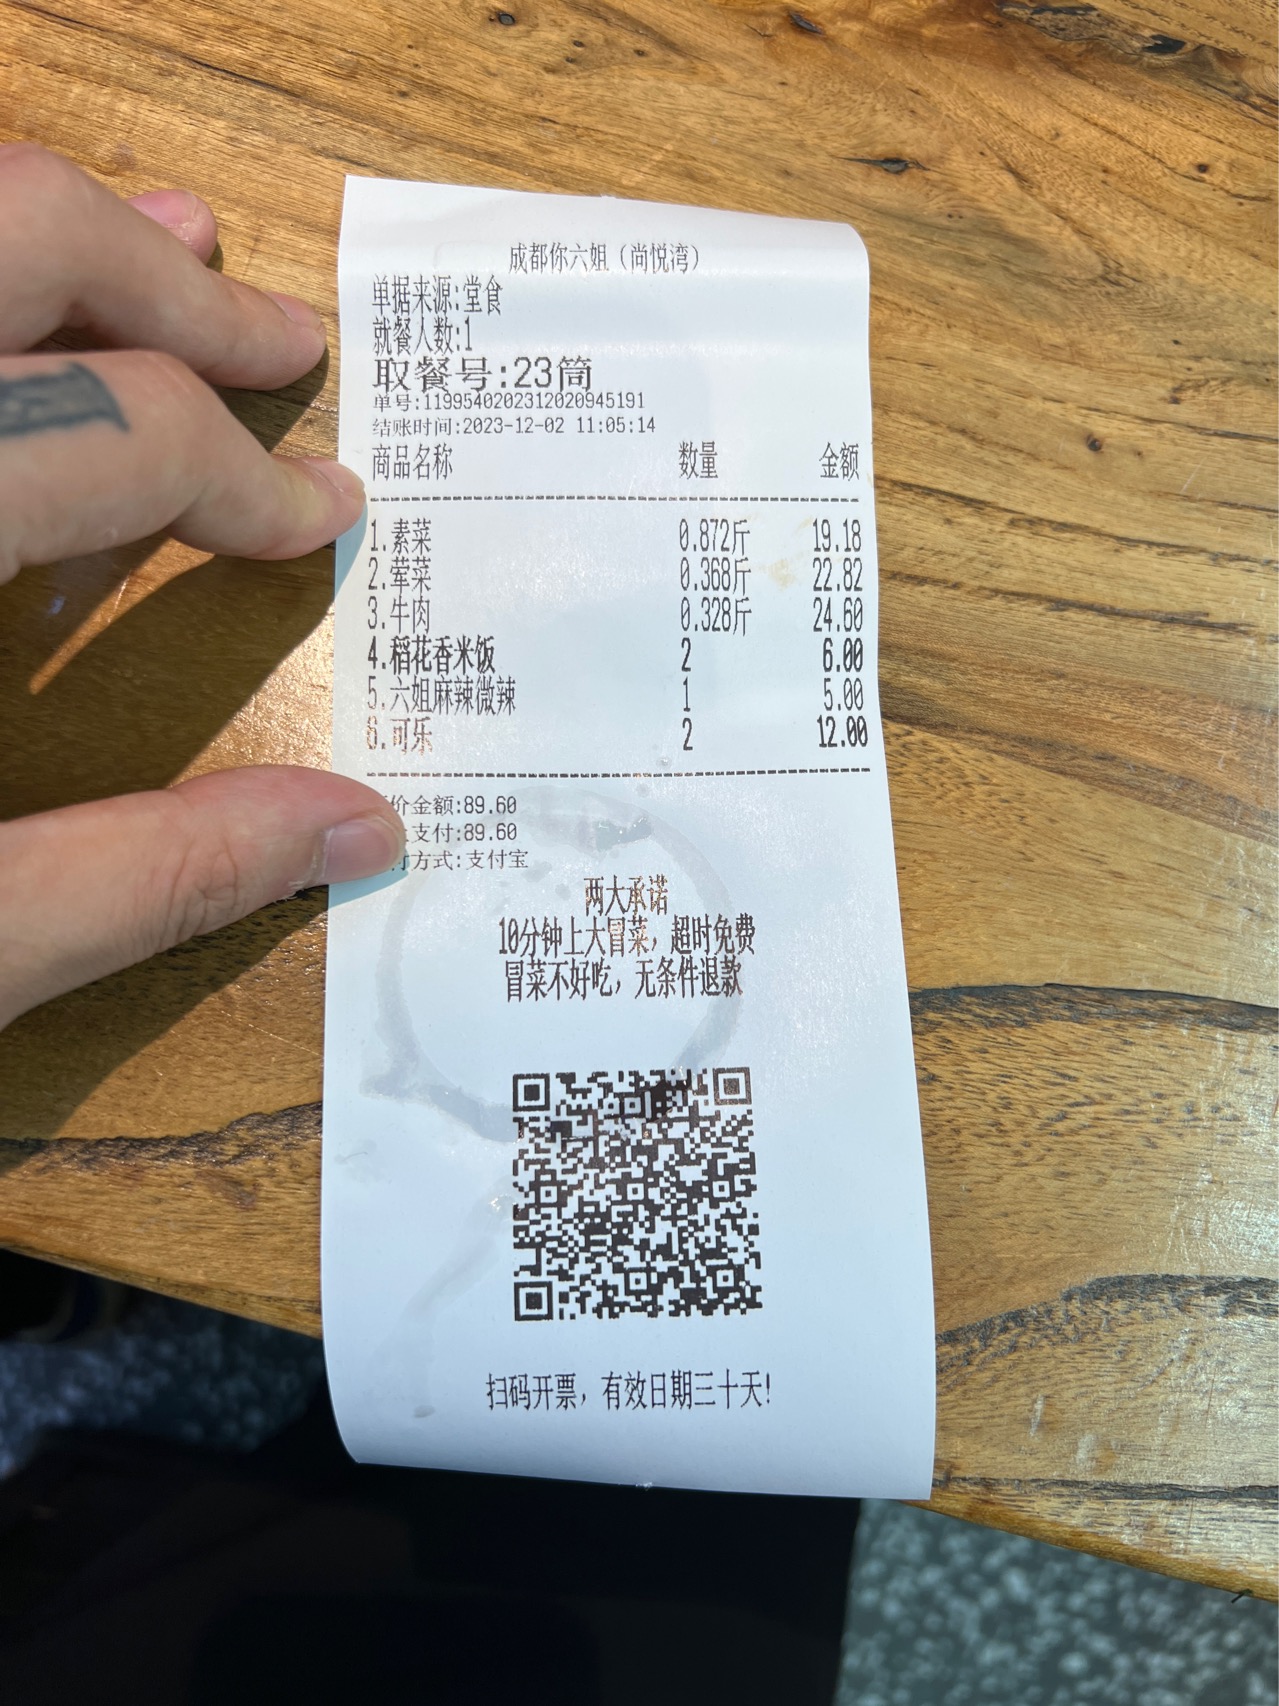 成都你六姐（尚悦湾）
单据来源:堂食
就餐人数:1
取餐号:23筒
单号:1199540202312020945191
结账时间:2023-12-02 11:05:14
商品名称 数量 金额
1.素菜 0.872斤 19.18
2.荤菜 0.368斤 22.82
3.牛肉 0.328斤 24.60
4.稻花香米饭 2 6.00
5.六姐麻辣微辣 1 5.00
6.可乐 2 12.00
价金额:89.60
支付:89.60
方式:支付宝
两大承诺
10分钟上大冒菜，超时免费
冒菜不好吃，无条件退款
扫码开票，有效日期三十天!